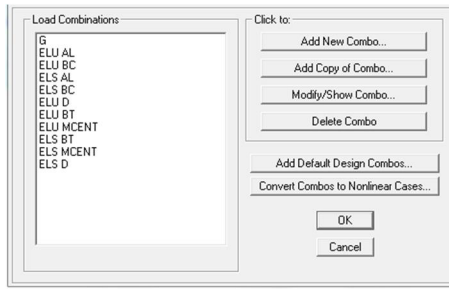 Load Combinations
G
ELU AL
ELU BC
ELS AL
ELS BC
ELU D
ELU BT
ELU MCENT
ELS BT
ELS MCENT
ELS D
Click to:
Add New Combo...
Add Copy of Combo...
Modify/Show Combo...
Delete Combo
Add Default Design Combos...
Convert Combos to Nonlinear Cases...
OK
Cancel